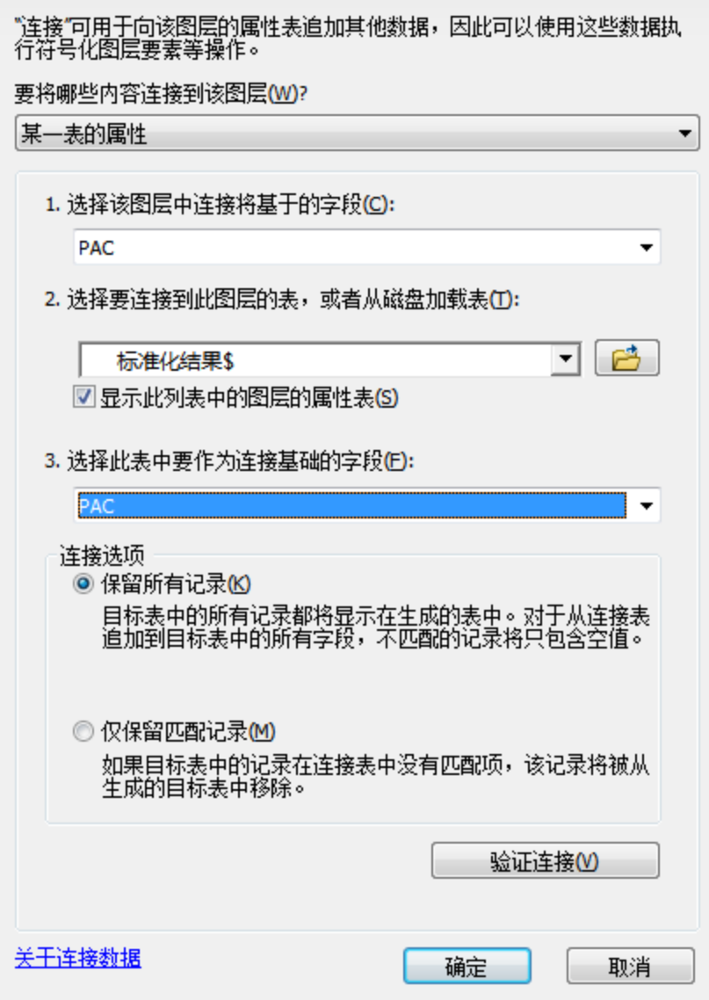 “连接”可用于向该图层的属性表追加其他数据，因此可以使用这些数据执
行符号化图层要素等操作。
要将哪些内容连接到该图层(W)?
某一表的属性
1. 选择该图层中连接将基于的字段(C):
PAC
2. 选择要连接到此图层的表，或者从磁盘加载表(T):
标准化结果$
显示此列表中的图层的属性表(S)
3. 选择此表中要作为连接基础的字段(F):
PAC
连接选项
保留所有记录(K)
目标表中的所有记录都将显示在生成的表中。对于从连接表
追加到目标表中的所有字段，不匹配的记录将只包含空值。
仅保留匹配记录(M)
如果目标表中的记录在连接表中没有匹配项，该记录将被从
生成的目标表中移除。
验证连接(V)
关于连接数据
确定
取消